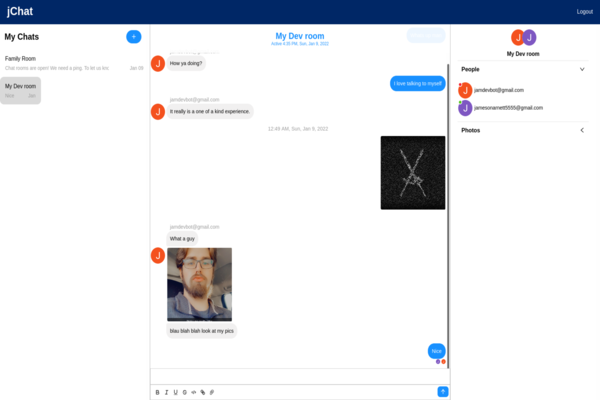 jChat
Logout
My Chats
+
Family Room
Chat rooms are open! We need a ping. To let us kno
Jan 09
My Dev room
Nice
Jan
My Dev room
Active 4:35 PM, Sun, Jan 9, 2022
J
How ya doing?
I love talking to myself
jamdevbot@gmail.com
J
It really is a one of a kind experience.
12:49 AM: Sun, Jan 9, 2022
jamdevbot@gmail.com
What a guy
J
blau blah blah look at my pics
Nice
B I U
J J
My Dev room
People
J jamdevbot@gmail.com
J
Photos